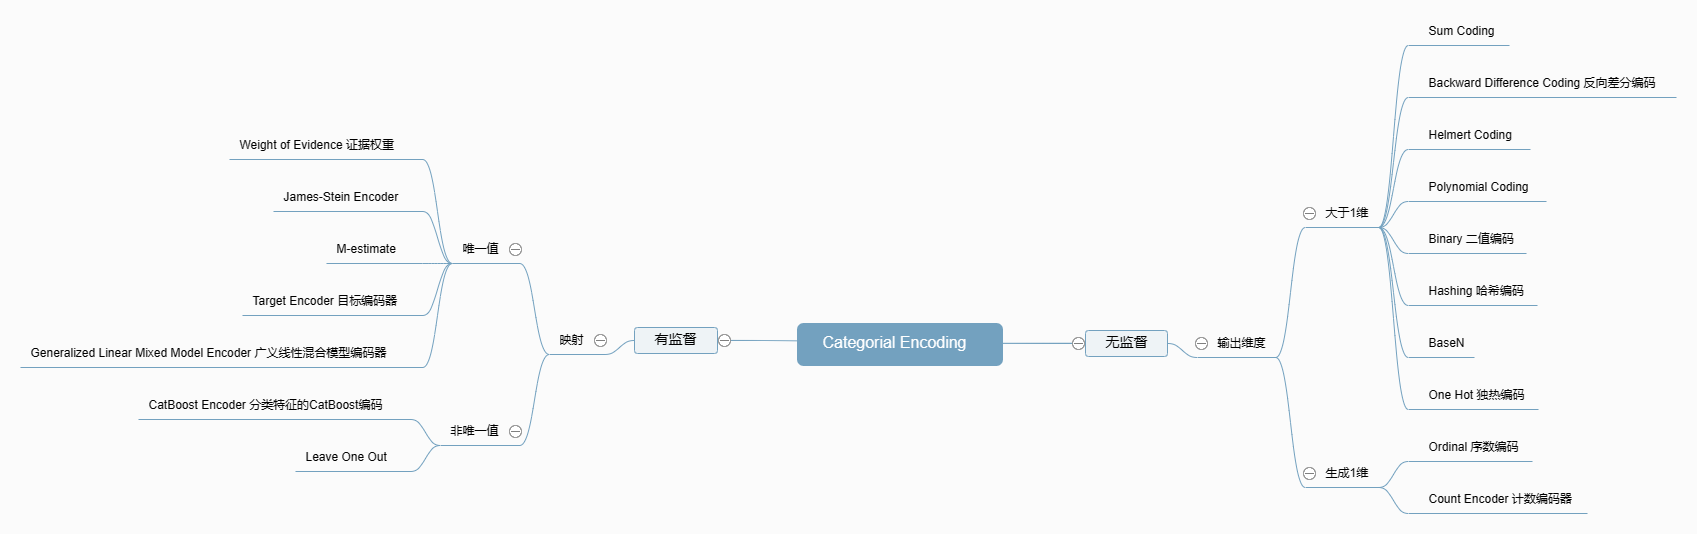 Categorial Encoding
有监督
映射
唯一值
Weight of Evidence 证据权重
James-Stein Encoder
M-estimate
Target Encoder 目标编码器
Generalized Linear Mixed Model Encoder 广义线性混合模型编码器
非唯一值
CatBoost Encoder 分类特征的CatBoost编码
Leave One Out
无监督
输出维度
大于1维
Sum Coding
Backward Difference Coding 反向差分编码
Helmert Coding
Polynomial Coding
Binary 二值编码
Hashing 哈希编码
BaseN
One Hot 独热编码
生成1维
Ordinal 序数编码
Count Encoder 计数编码器